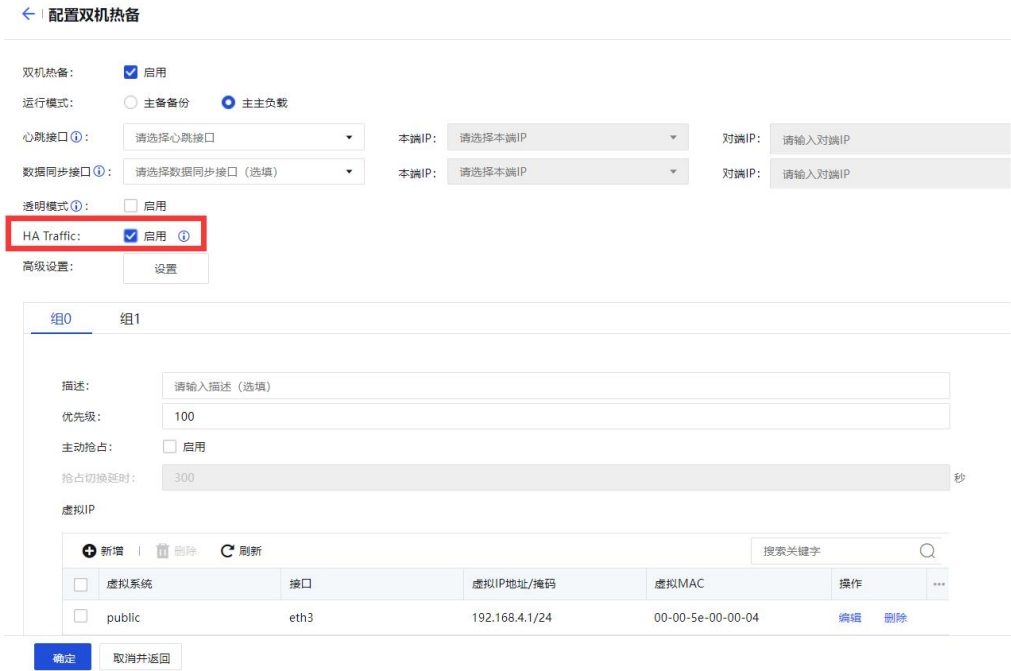 配置双机热备
双机热备: 启用
运行模式: 主备备份 主主负载
心跳接口 : 请选择心跳接口 本端IP: 请选择本端IP 对端IP: 请输入对端IP
数据同步接口 : 请选择数据同步接口（选填） 本端IP: 请选择本端IP 对端IP: 请输入对端IP
透明模式 : 启用
HA Traffic: 启用
高级设置: 设置
组0 组1
描述: 请输入描述（选填）
优先级: 100
主动抢占: 启用
抢占切换延时: 300 秒
虚拟IP
新增 删除 刷新 搜索关键字
虚拟系统 接口 虚拟IP地址/掩码 虚拟MAC 操作
public eth3 192.168.4.1/24 00-00-5e-00-00-04 编辑 删除
确定 取消并返回